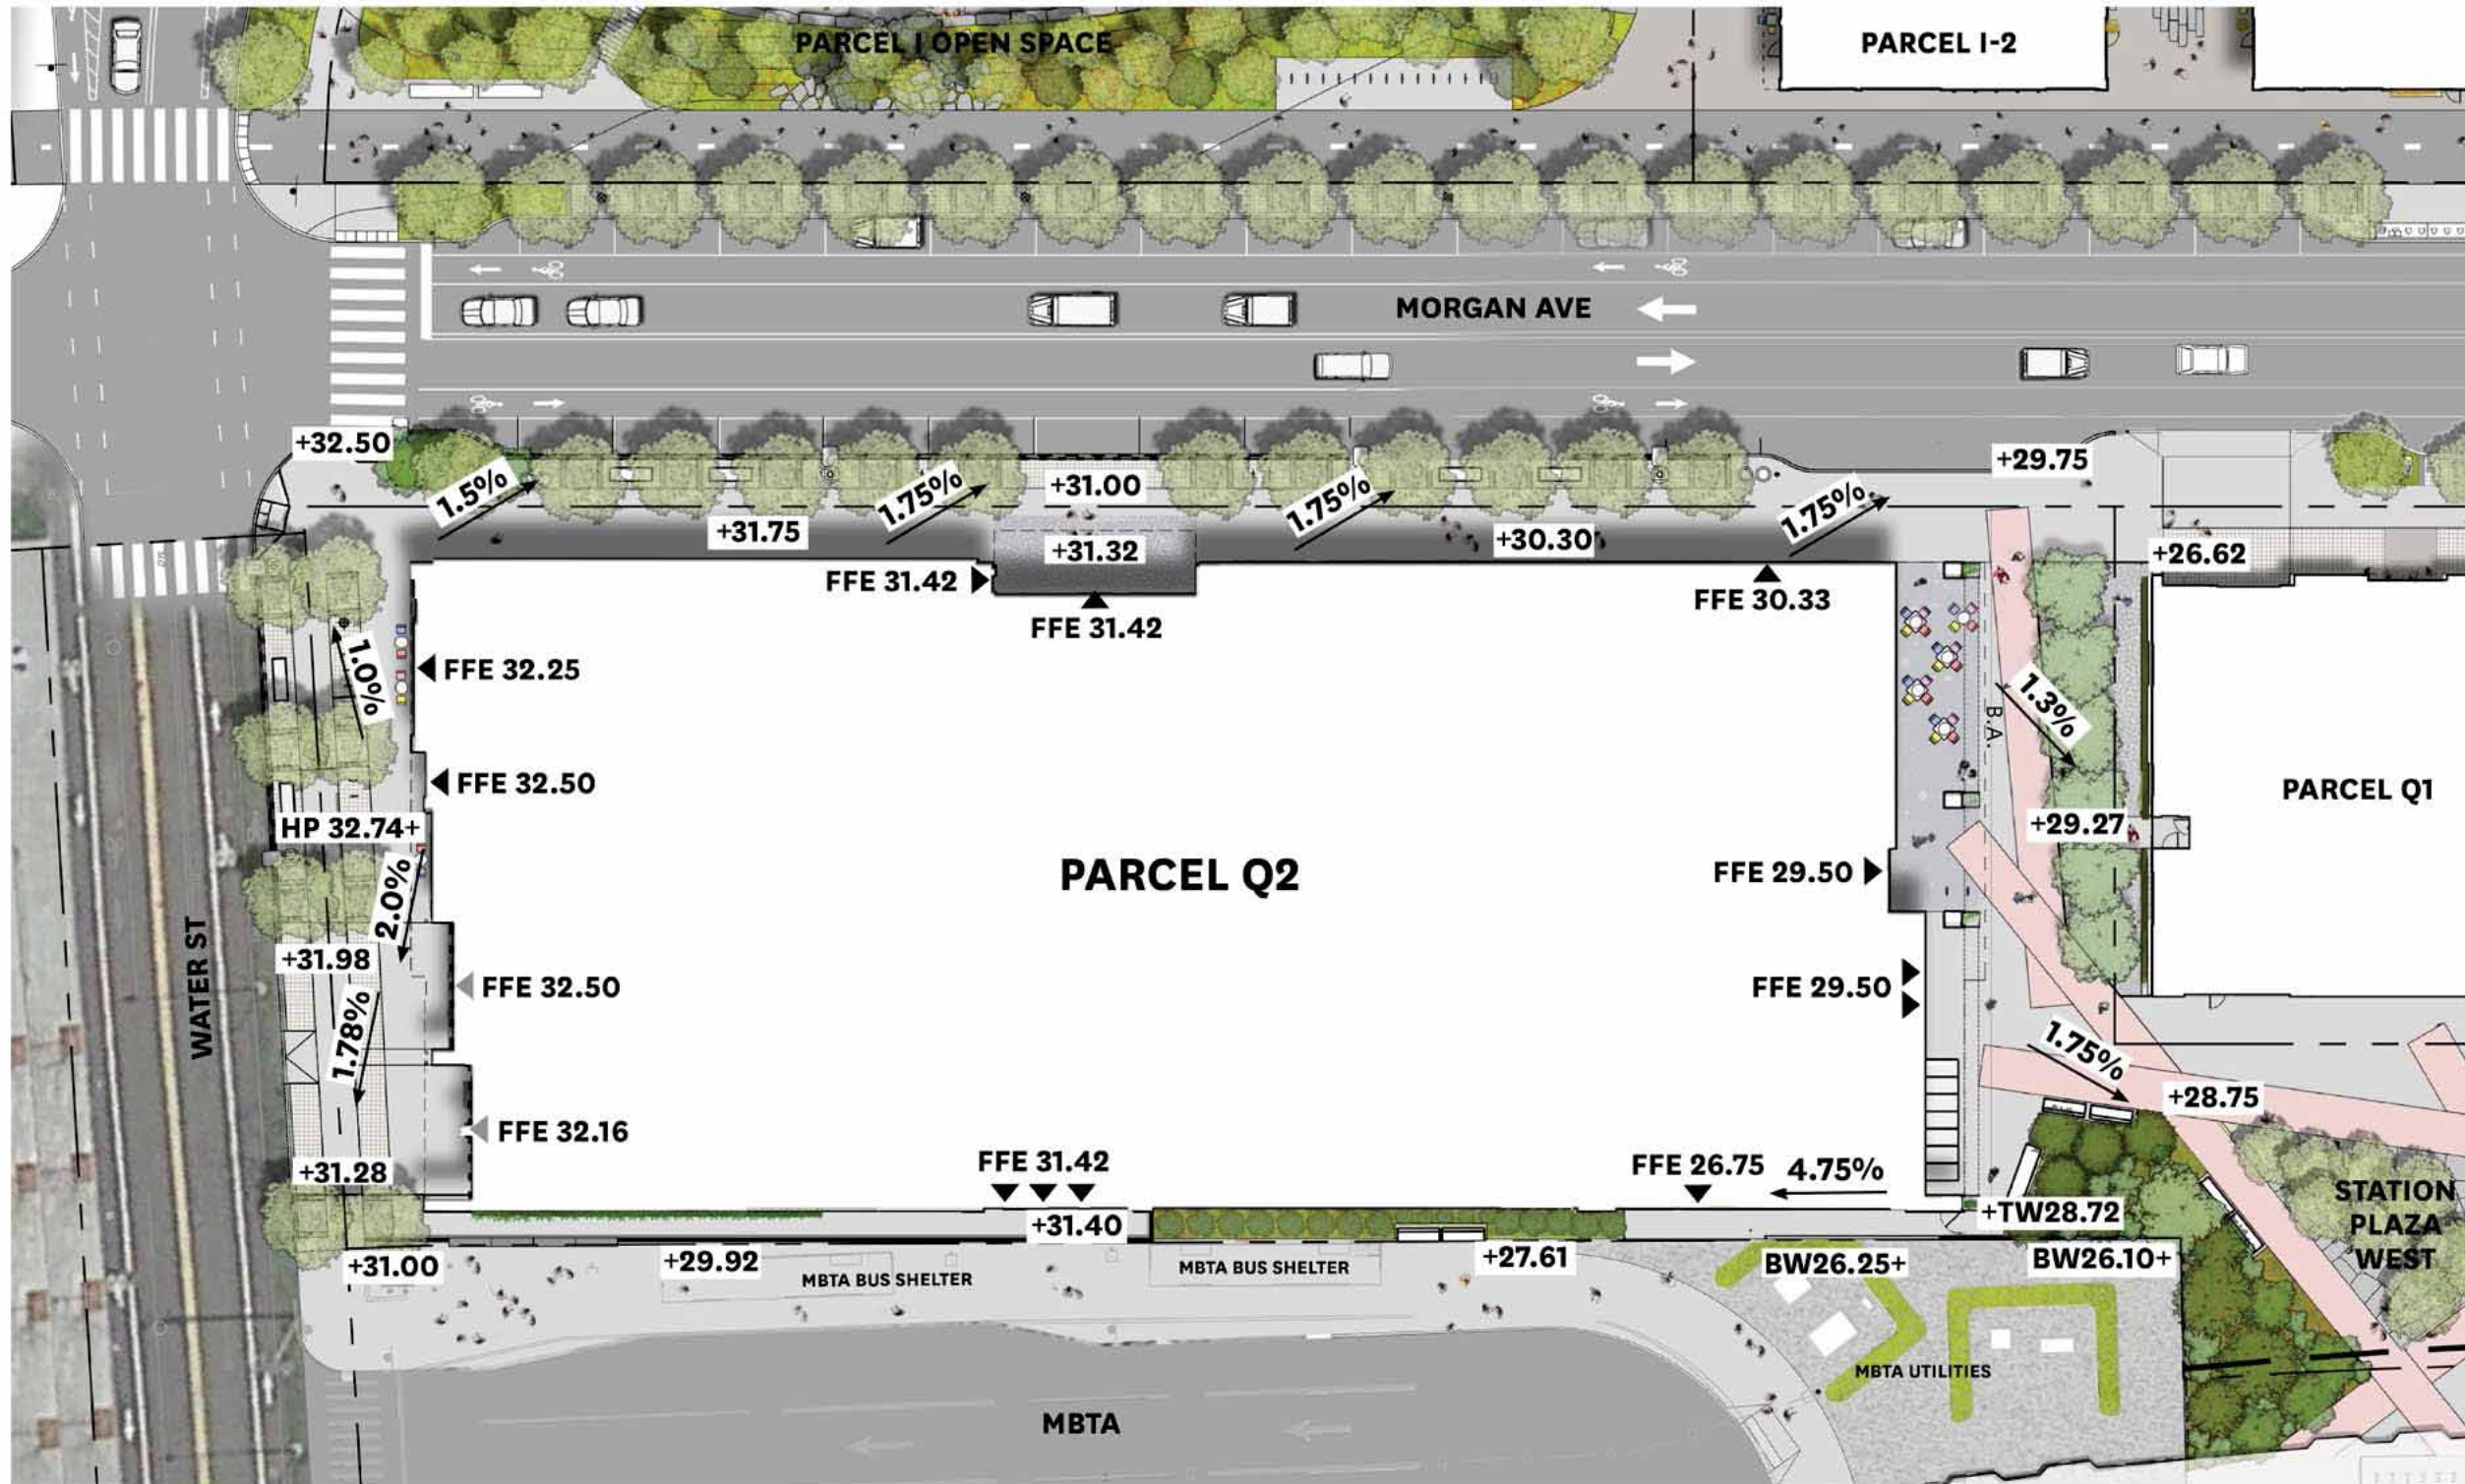 PARCEL I OPEN SPACE
PARCEL I-2
MORGAN AVE
+32.50
1.5%
1.75%
+31.00
1.75%
1.75%
+29.75
+31.75
+31.32
+30.30
+26.62
FFE 31.42
FFE 31.42
FFE 30.33
1.0%
FFE 32.25
1.3%
B.A.
FFE 32.50
PARCEL Q1
HP 32.74+
+29.27
2.0%
PARCEL Q2
FFE 29.50
WATER ST
+31.98
FFE 32.50
FFE 29.50
1.78%
1.75%
+28.75
FFE 32.16
+31.28
FFE 31.42
FFE 26.75
4.75%
STATION
PLAZA
WEST
+31.40
+TW28.72
+31.00
+29.92
MBTA BUS SHELTER
MBTA BUS SHELTER
+27.61
BW26.25+
BW26.10+
MBTA UTILITIES
MBTA